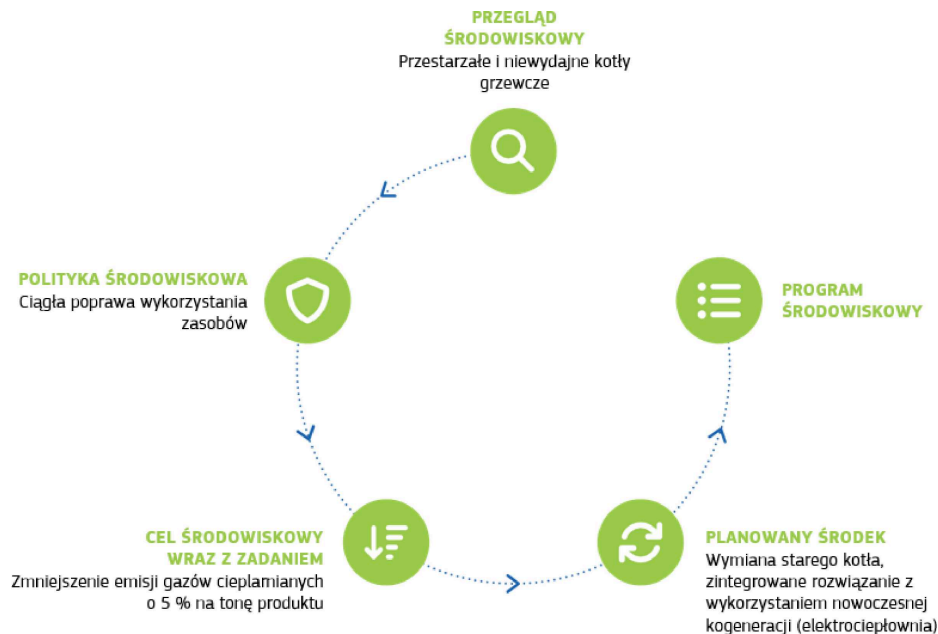 PRZEGLĄD
ŚRODOWISKOWY
Przestarzałe i niewydajne kotły
grzewcze
POLITYKA ŚRODOWISKOWA
Ciągła poprawa wykorzystania
zasobów
CEL ŚRODOWISKOWY
WRAZ Z ZADANIEM
Zmniejszenie emisji gazów cieplarnianych
o 5 % na tonę produktu
PLANOWANY ŚRODEK
Wymiana starego kotła,
zintegrowane rozwiązanie z
wykorzystaniem nowoczesnej
kogeneracji (elektrociepłownia)
PROGRAM
ŚRODOWISKOWY